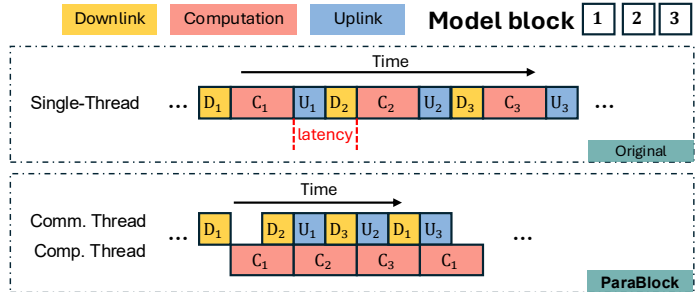 Downlink Computation Uplink Model block 1 2 3
Time
Single-Thread ... D₁ C₁ U₁ D₂ C₂ U₂ D₃ C₃ U₃ ...
latency
Original
Time
Comm. Thread ... D₁ D₂ U₁ D₃ U₂ D₁ U₃ ...
Comp. Thread C₁ C₂ C₃ C₁
ParaBlock